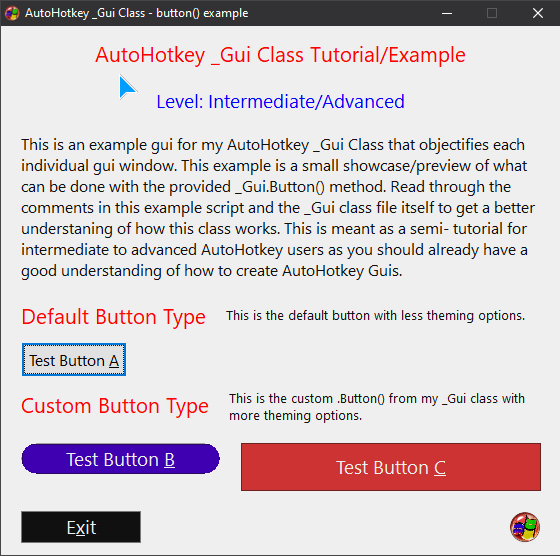 AutoHotkey _Gui Class - button() example
AutoHotkey _Gui Class Tutorial/Example
Level: Intermediate/Advanced
This is an example gui for my AutoHotkey _Gui Class that objectifies each
individual gui window. This example is a small showcase/preview of what
can be done with the provided _Gui.Button() method. Read through the
comments in this example script and the _Gui class file itself to get a better
understaning of how this class works. This is meant as a semi- tutorial for
intermediate to advanced AutoHotkey users as you should already have a
good understanding of how to create AutoHotkey Guis.
Default Button Type
This is the default button with less theming options.
Test Button A
Custom Button Type
This is the custom .Button() from my _Gui class with
more theming options.
Test Button B
Test Button C
Exit